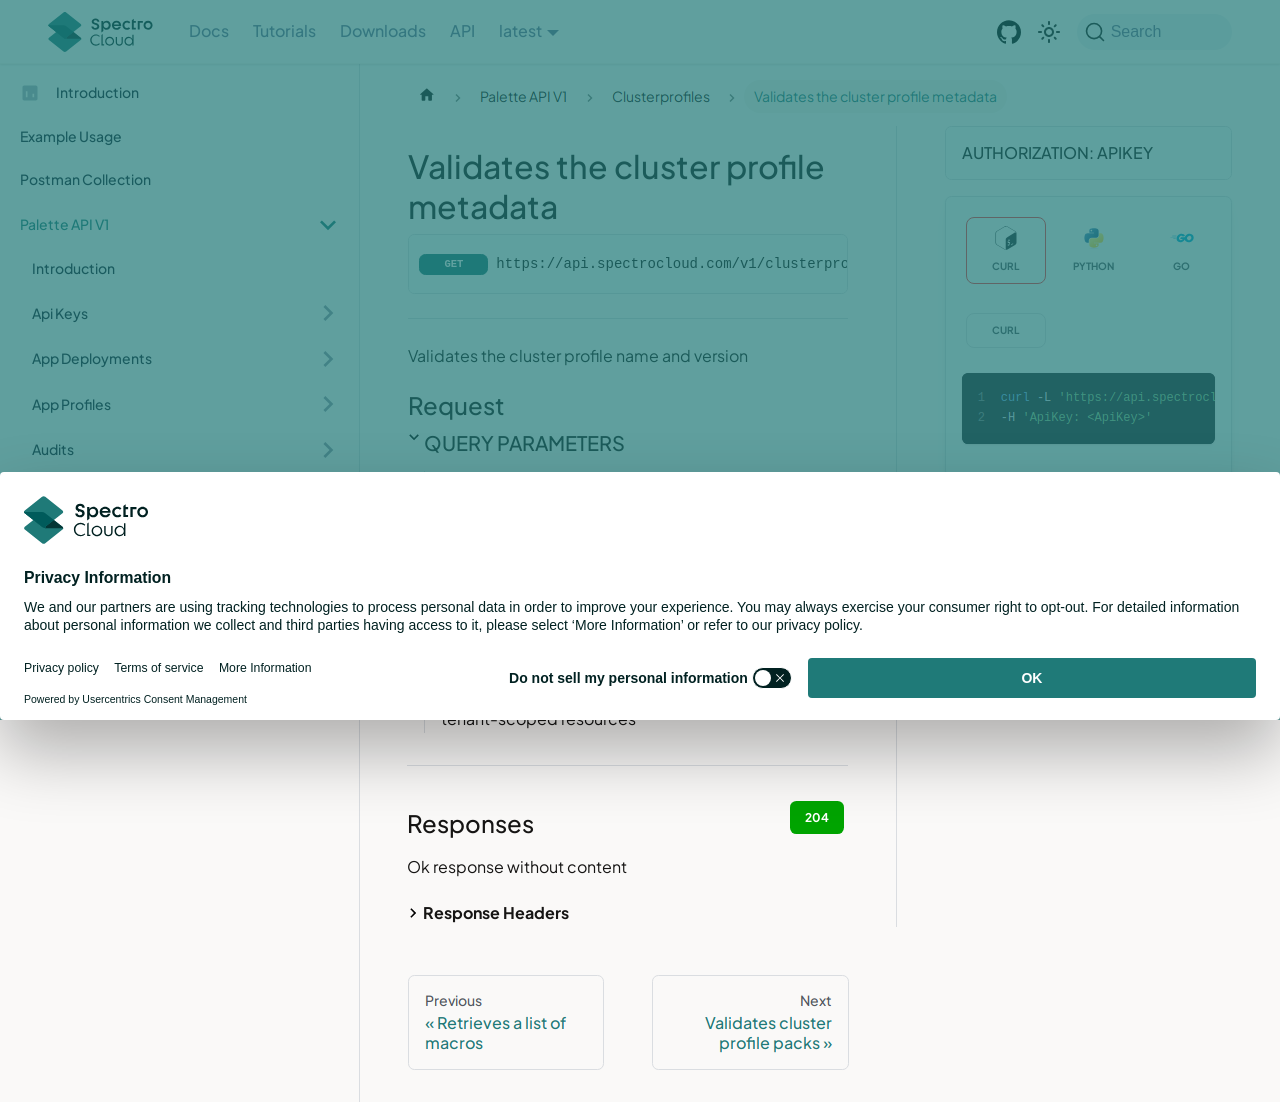 Spectro
Cloud
Docs
Tutorials
Downloads
API
latest
Search
Introduction
Example Usage
Postman Collection
Palette API V1
Introduction
Api Keys
App Deployments
App Profiles
Audits
Palette API V1
Clusterprofiles
Validates the cluster profile metadata
Validates the cluster profile
metadata
GET
https://api.spectrocloud.com/v1/clusterpro
Validates the cluster profile name and version
Request
QUERY PARAMETERS
AUTHORIZATION: APIKEY
CURL
PYTHON
GO
CURL
1 curl -L 'https://api.spectrocl
2 -H 'ApiKey: <ApiKey>'
Spectro
Cloud
Privacy Information
We and our partners are using tracking technologies to process personal data in order to improve your experience. You may always exercise your consumer right to opt-out. For detailed information
about personal information we collect and third parties having access to it, please select ‘More Information’ or refer to our privacy policy.
Privacy policy
Terms of service
More Information
Powered by Usercentrics Consent Management
Do not sell my personal information
OK
tenant-scoped resources
Responses
204
Ok response without content
Response Headers
Previous
« Retrieves a list of
macros
Next
Validates cluster
profile packs »